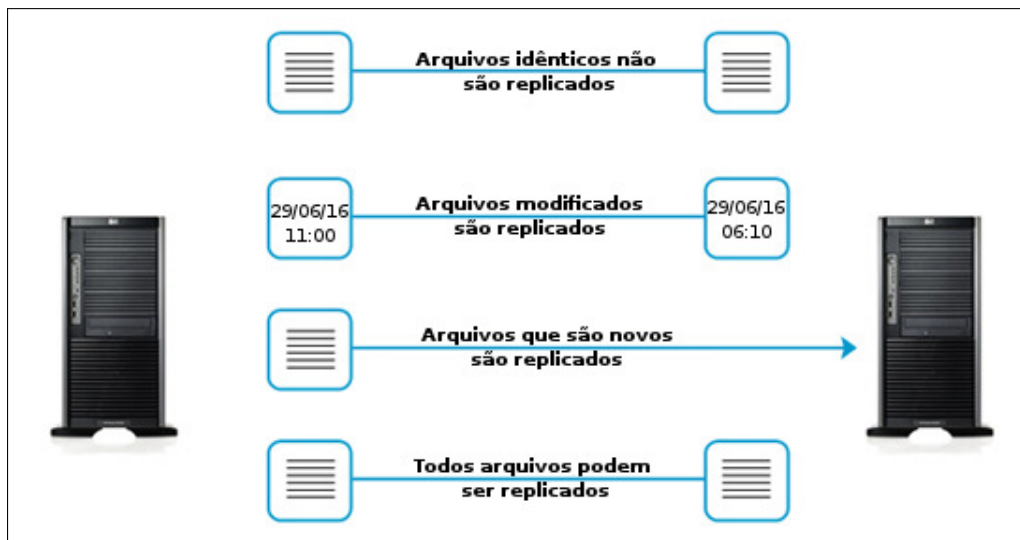 Arquivos idênticos não
são replicados
29/06/16
11:00
Arquivos modificados
são replicados
29/06/16
06:10
Arquivos que são novos
são replicados
Todos arquivos podem
ser replicados